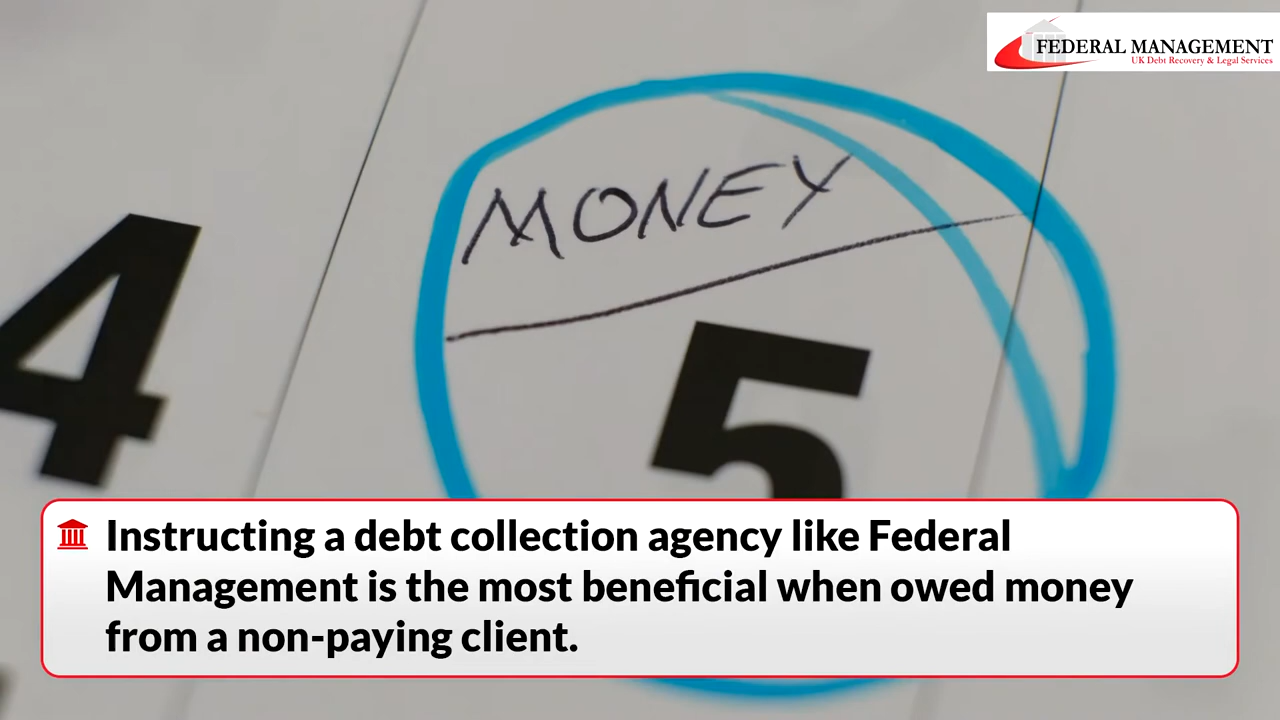 FEDERAL MANAGEMENT
UK Debt Recovery & Legal Services
MONEY
4
5
Instructing a debt collection agency like Federal
Management is the most beneficial when owed money
from a non-paying client.